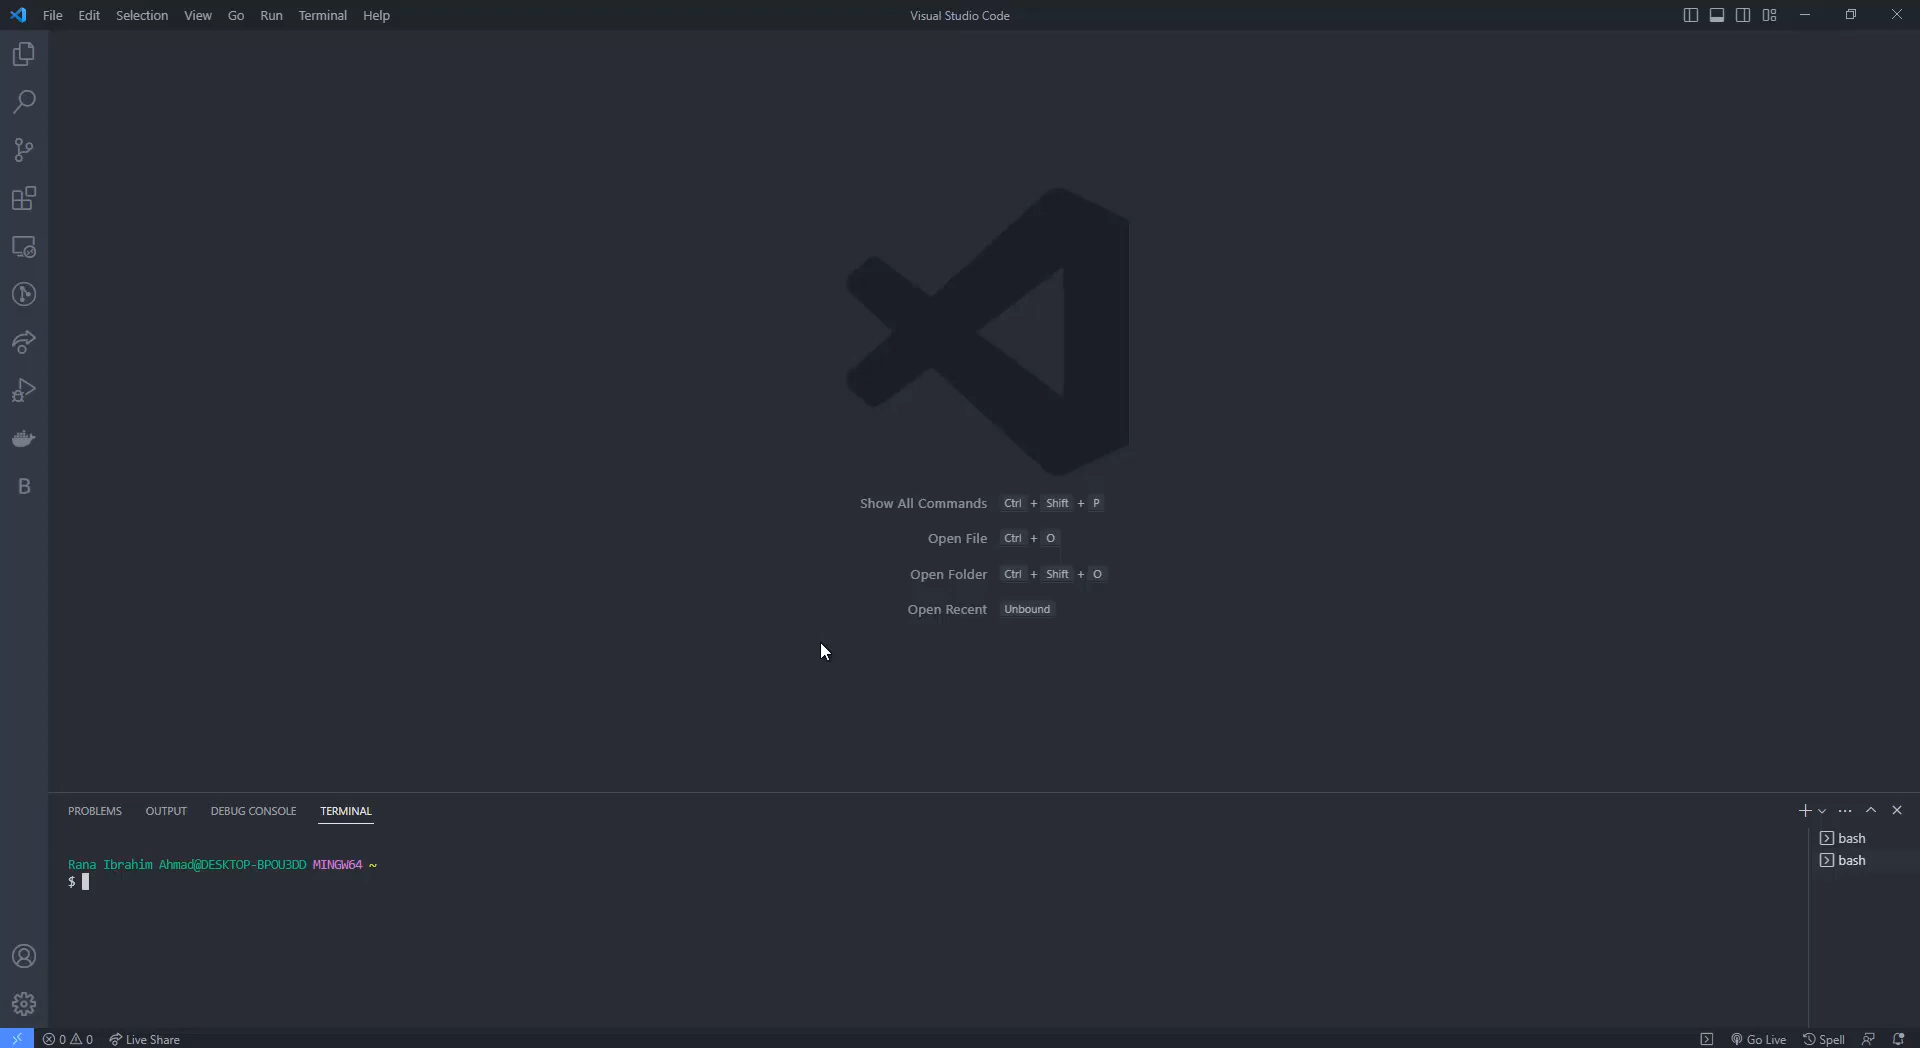 File Edit Selection View Go Run Terminal Help
Visual Studio Code
B
Show All Commands Ctrl + Shift + P
Open File Ctrl + O
Open Folder Ctrl + Shift + O
Open Recent Unbound
PROBLEMS OUTPUT DEBUG CONSOLE TERMINAL
bash
bash
Rana Ibrahim Ahmad@DESKTOP-BPOU3DD MINGW64 ~
$
0 0 Live Share
Go Live Spell